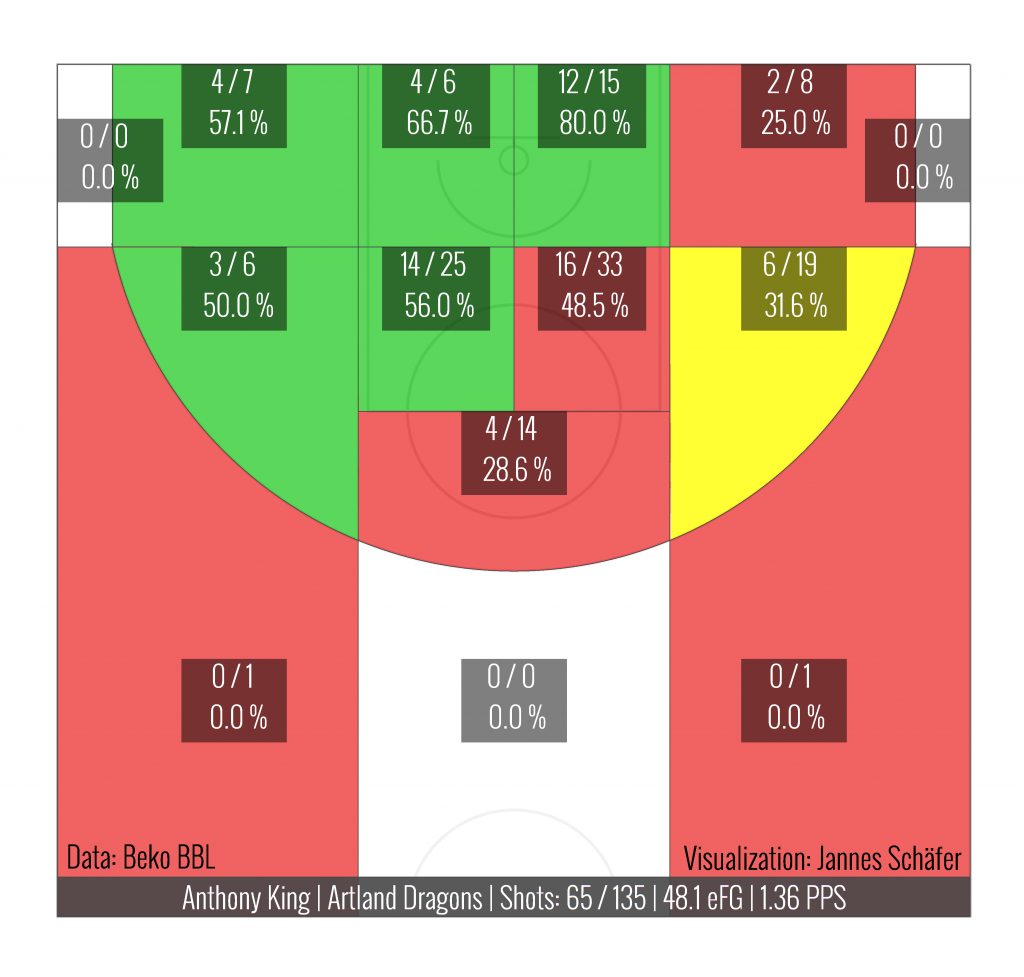 4 / 7
57.1 %
4 / 6
66.7 %
12 / 15
80.0 %
2 / 8
25.0 %
0 / 0
0.0 %
0 / 0
0.0 %
3 / 6
50.0 %
14 / 25
56.0 %
16 / 33
48.5 %
6 / 19
31.6 %
4 / 14
28.6 %
0 / 1
0.0 %
0 / 0
0.0 %
0 / 1
0.0 %
Data: Beko BBL
Visualization: Jannes Schäfer
Anthony King | Artland Dragons | Shots: 65 / 135 | 48.1 eFG | 1.36 PPS